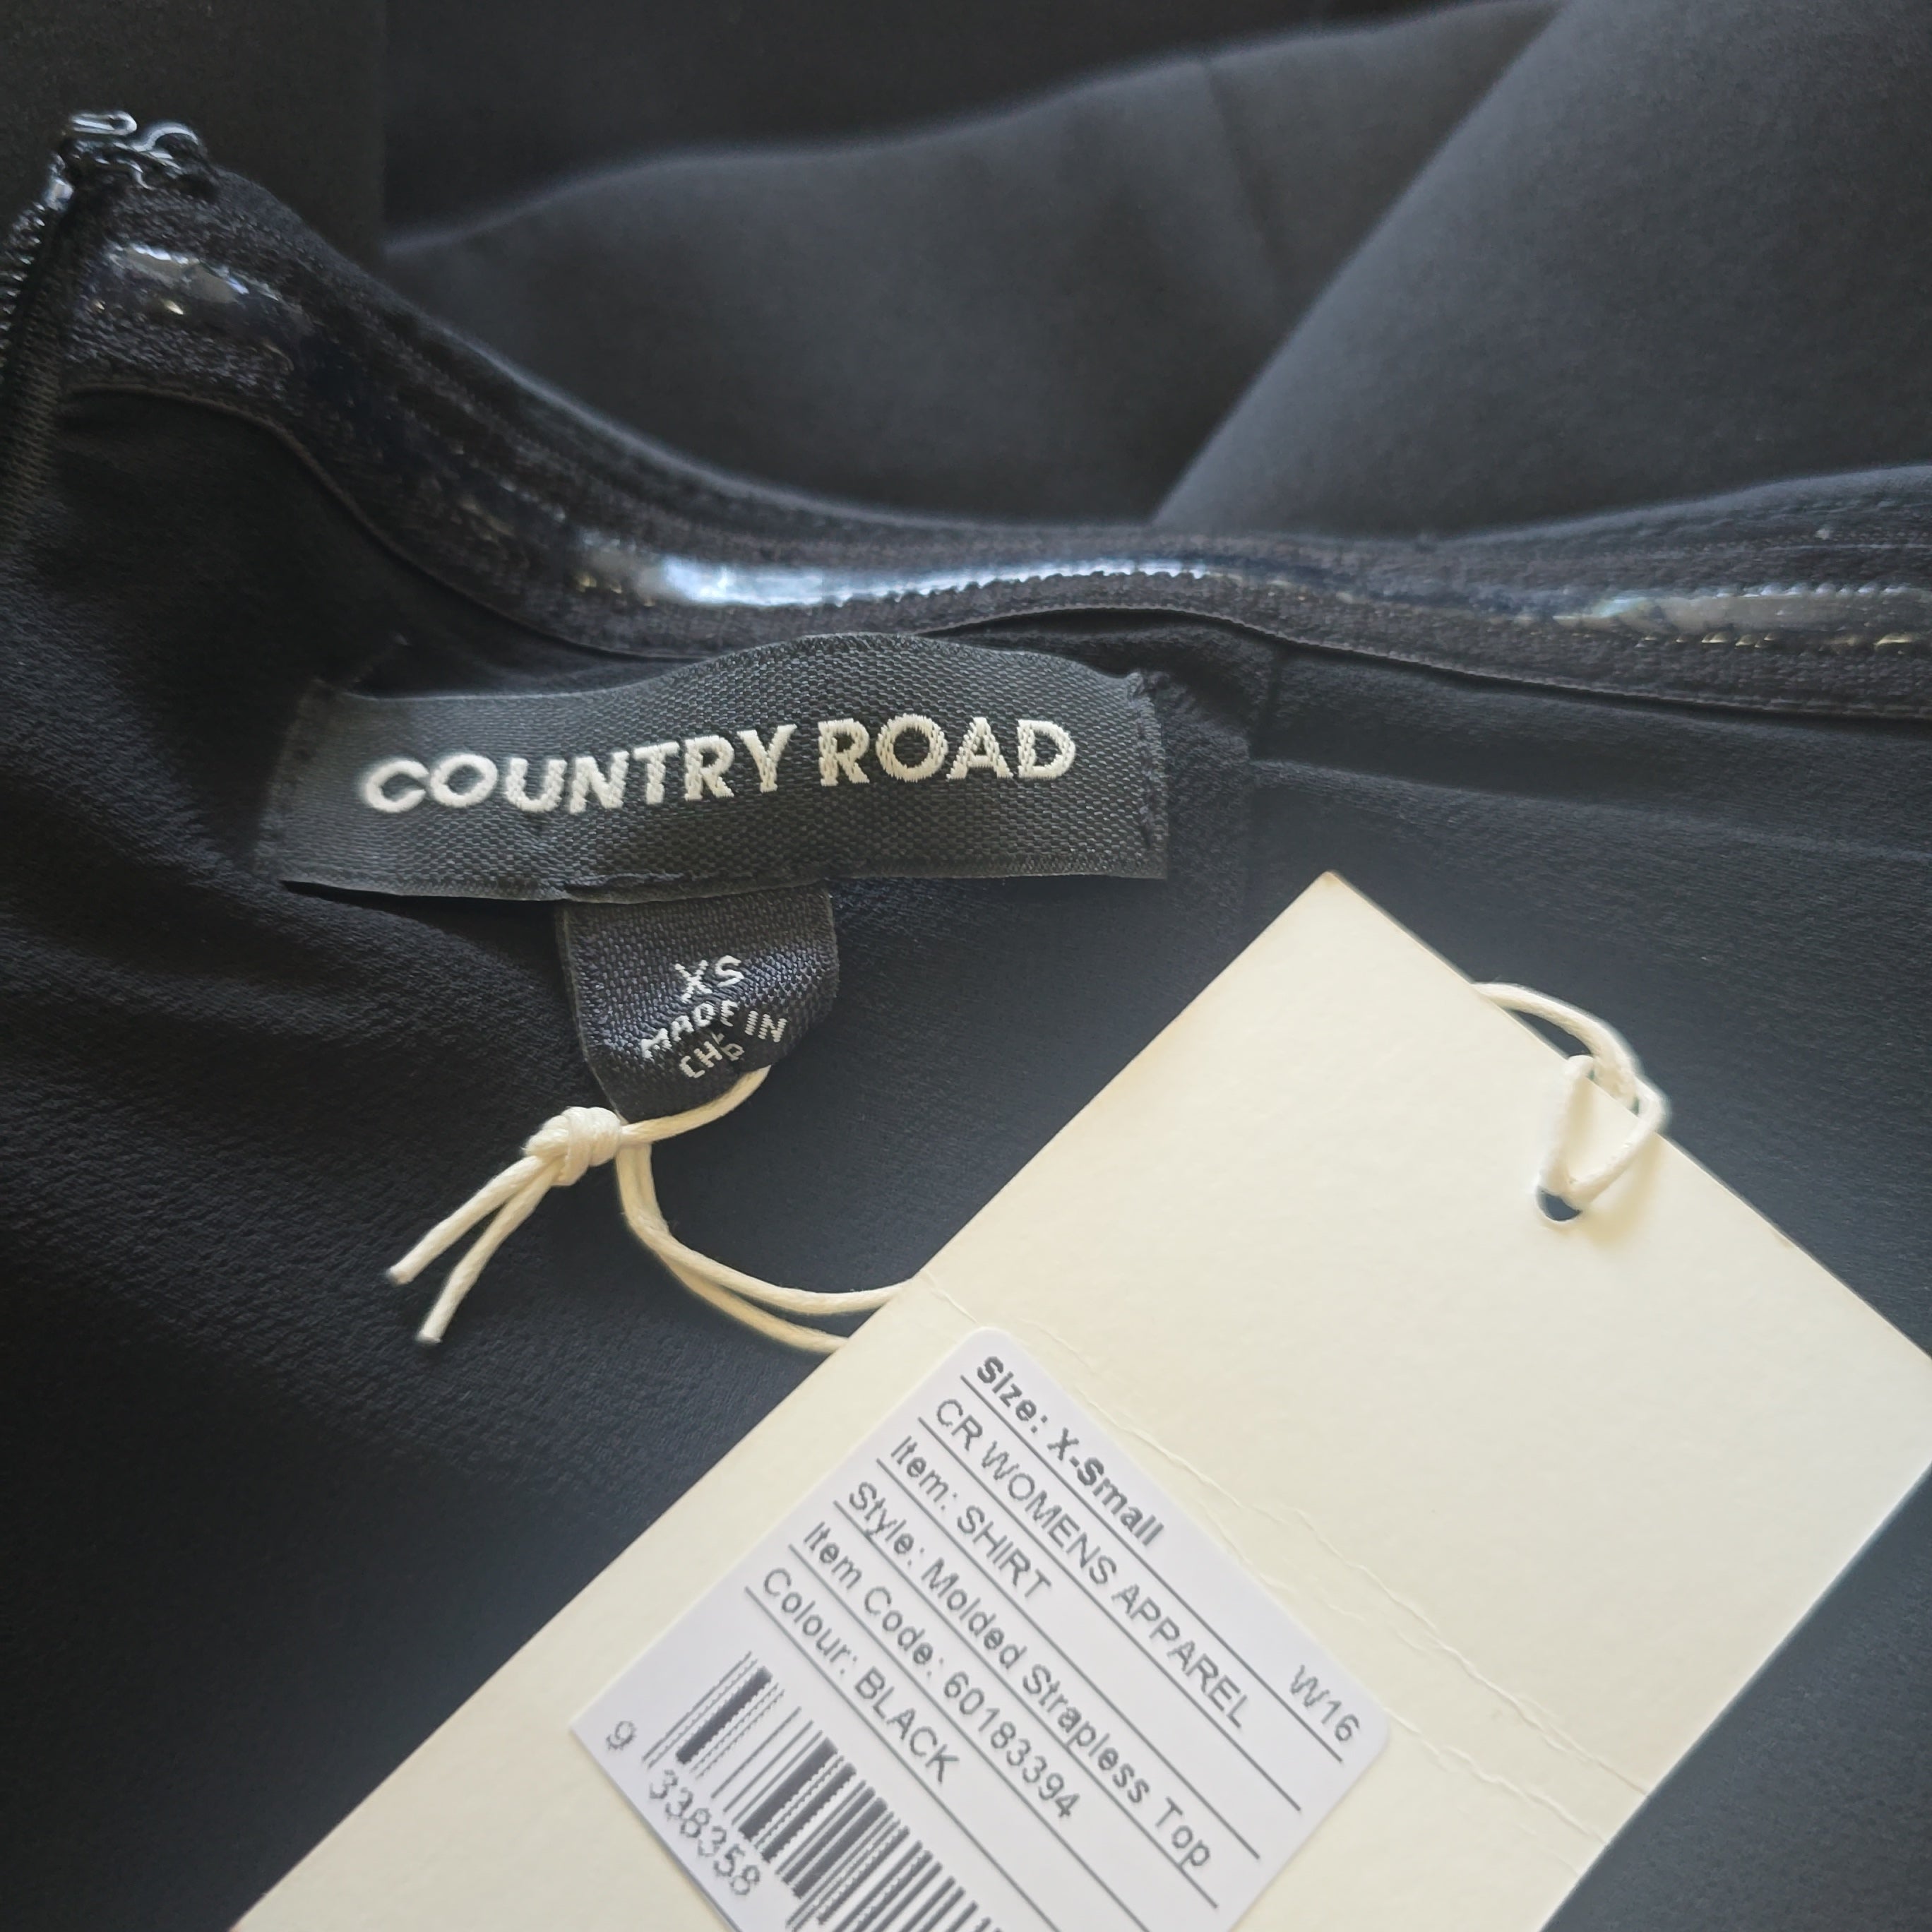 COUNTRY ROAD
XS
MADE IN
Size: X-Small
CR WOMENS APPAREL W16
Item: SHIRT
Style: Molded Strapless Top
Item Code: 60183394
Colour: BLACK
9 338358